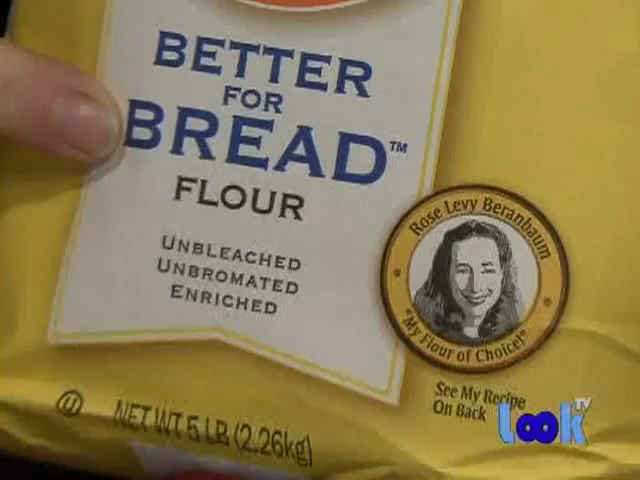 BETTER
FOR
BREAD™
FLOUR
UNBLEACHED
UNBROMATED
ENRICHED
Rose Levy Beranbaum
"My Flour of Choice!"
See My Recipe
On Back
U
NET WT 5 LB (2.26kg)
look TV